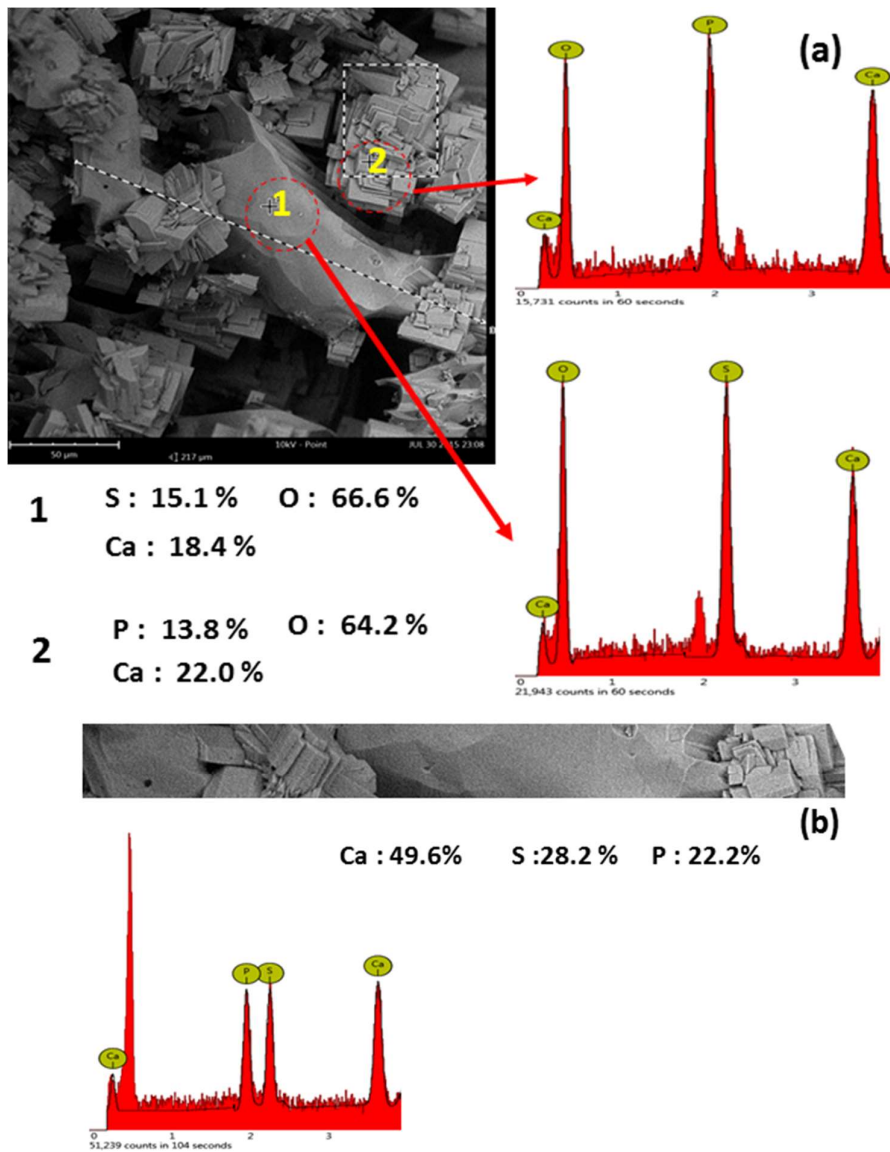 (a)
1
2
50 µm
217 µm
10kV - Point
JUL 30 2015 23:08
O
P
Ca
Ca
0 1 2 3
15,731 counts in 60 seconds
O
S
Ca
Ca
0 1 2 3
21,943 counts in 60 seconds
1
S : 15.1 % O : 66.6 %
Ca : 18.4 %
2
P : 13.8 % O : 64.2 %
Ca : 22.0 %
(b)
Ca : 49.6% S :28.2 % P : 22.2%
Ca
P
S
Ca
0 1 2 3
51,239 counts in 104 seconds